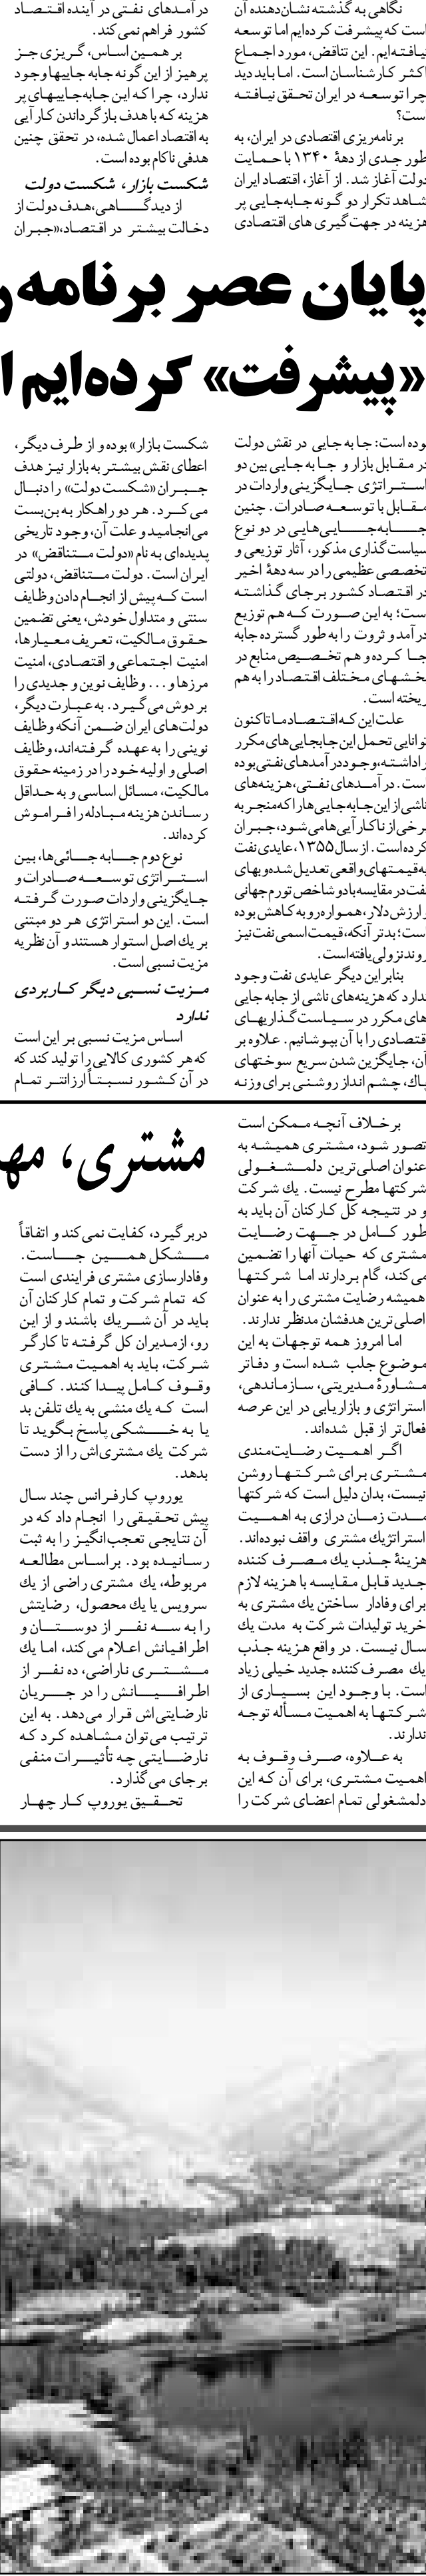 نگاهی به گذشته نشان‌دهنده آن
است که پیشرفت کرده‌ایم اما توسعه
نیافته‌ایم. این تناقض، مورد اجماع
اکثر کارشناسان است. اما باید دید
چرا توسعه در ایران تحقق نیافته
است؟
برنامه‌ریزی اقتصادی در ایران، به
طور جدی از دههٔ ۱۳۴۰ با حمایت
دولت آغاز شد. از آغاز، اقتصاد ایران
شاهد تکرار دو گونه جابه‌جایی پر
هزینه در جهت‌گیری های اقتصادی
در آمدهای نفتی در آینده اقتصاد
کشور فراهم نمی‌کند.
بر همین اساس، گریزی جز
پرهیز از این گونه جابه جاییها وجود
ندارد، چرا که این جابه‌جاییهای پر
هزینه که با هدف بازگرداندن کارآیی
به اقتصاد اعمال شده، در تحقق چنین
هدفی ناکام بوده است.
شکست بازار، شکست دولت
از دیدگاهی، هدف دولت از
دخالت بیشتر در اقتصاد، «جبران
پایان عصر برنامه‌ر
«پیشرفت» کرده‌ایم ا
بوده است: جا به جایی در نقش دولت
در مقابل بازار و جا به جایی بین دو
استراتژی جایگزینی واردات در
مقابل با توسعه صادرات. چنین
جابه‌جایی‌هایی در دو نوع
سیاست‌گذاری مذکور، آثار توزیعی و
تخصصی عظیمی را در سه دههٔ اخیر
در اقتصاد کشور بر جای گذاشته
است؛ به این صورت که هم توزیع
درآمد و ثروت را به طور گسترده جابه
جا کرده و هم تخصیص منابع در
بخشهای مختلف اقتصاد را به هم
ریخته است.
علت این که اقتصاد ما تاکنون
توانایی تحمل این جابجایی‌های مکرر
را داشته، وجود درآمدهای نفتی بوده
است. درآمدهای نفتی، هزینه‌های
ناشی از این جابه‌جایی‌ها را که منجر به
برخی از ناکارآیی‌ها می‌شود، جبران
کرده است. از سال ۱۳۵۵، عایدی نفت
به قیمتهای واقعی تعدیل شده و بهای
نفت در مقایسه با دو شاخص تورم جهانی
و ارزش دلار، همواره رو به کاهش بوده
است؛ بدتر آنکه، قیمت اسمی نفت نیز
روند نزولی یافته است.
بنابراین دیگر عایدی نفت وجود
ندارد که هزینه‌های ناشی از جابه جایی
های مکرر در سیاست‌گذاریهای
اقتصادی را با آن بپوشانیم. علاوه بر
آن، جایگزین شدن سریع سوختهای
پاک، چشم انداز روشنی برای وزنه
شکست بازار» بوده و از طرف دیگر،
اعطای نقش بیشتر به بازار نیز هدف
جبران «شکست دولت» را دنبال
می‌کرد. هر دو راهکار به بن‌بست
می‌انجامید و علت آن، وجود تاریخی
پدیده‌ای به نام «دولت متناقض» در
ایران است. دولت متناقض، دولتی
است که پیش از انجام دادن وظایف
سنتی و متداول خودش، یعنی تضمین
حقوق مالکیت، تعریف معیارها،
امنیت اجتماعی و اقتصادی، امنیت
مرزها و... وظایف نوین و جدیدی را
بر دوش می‌گیرد. به عبارت دیگر،
دولت‌های ایران ضمن آنکه وظایف
نوینی را به عهده گرفته‌اند، وظایف
اصلی و اولیه خود را در زمینه حقوق
مالکیت، مسائل اساسی و به حداقل
رساندن هزینه مبادله را فراموش
کرده‌اند.
نوع دوم جابه جائی‌ها، بین
استراتژی توسعه صادرات و
جایگزینی واردات صورت گرفته
است. این دو استراتژی هر دو مبتنی
بر یک اصل استوار هستند و آن نظریه
مزیت نسبی است.
مزیت نسبی دیگر کاربردی
ندارد
اساس مزیت نسبی بر این است
که هر کشوری کالایی را تولید کند که
در آن کشور نسبتاً ارزانتر تمام
مشتری، مه
برخلاف آنچه ممکن است
تصور شود، مشتری همیشه به
عنوان اصلی‌ترین دلمشغولی
شرکتها مطرح نیست. یك شرکت
و در نتیجه کل کارکنان آن باید به
طور کامل در جهت رضایت
مشتری که حیات آنها را تضمین
می‌کند، گام بردارند اما شرکتها
همیشه رضایت مشتری را به عنوان
اصلی‌ترین هدفشان مدنظر ندارند.
اما امروز همه توجهات به این
موضوع جلب شده است و دفاتر
مشاورهٔ مدیریتی، سازماندهی،
استراتژی و بازاریابی در این عرصه
فعال‌تر از قبل شده‌اند.
اگر اهمیت رضایت‌مندی
مشتری برای شرکتها روشن
نیست، بدان دلیل است که شرکتها
مدت زمان درازی به اهمیت
استراتژیك مشتری واقف نبوده‌اند.
هزینهٔ جذب یك مصرف کننده
جدید قابل مقایسه با هزینه لازم
برای وفادار ساختن یك مشتری به
خرید تولیدات شرکت به مدت یك
سال نیست. در واقع هزینه جذب
یك مصرف‌کننده جدید خیلی زیاد
است. با وجود این بسیاری از
شرکتها به اهمیت مسأله توجه
ندارند.
به علاوه، صرف وقوف به
اهمیت مشتری، برای آن که این
دلمشغولی تمام اعضای شرکت را
دربرگیرد، کفایت نمی‌کند و اتفاقاً
مشکل همین جاست.
وفادارسازی مشتری فرایندی است
که تمام شرکت و تمام کارکنان آن
باید در آن شریك باشند و از این
رو، ازمدیران کل گرفته تا کارگر
شرکت، باید به اهمیت مشتری
وقوف کامل پیدا کنند. کافی
است که یك منشی به یك تلفن بد
یا به خشکی پاسخ بگوید تا
شرکت یك مشتری‌اش را از دست
بدهد.
یوروپ کارفرانس چند سال
پیش تحقیقی را انجام داد که در
آن نتایجی تعجب‌انگیز را به ثبت
رسانیده بود. براساس مطالعه
مربوطه، یك مشتری راضی از یك
سرویس یا یك محصول، رضایتش
را به سه نفر از دوستان و
اطرافیانش اعلام می‌کند، اما یك
مشتری ناراضی، ده نفر از
اطرافیانش را در جریان
نارضایتی‌اش قرار می‌دهد. به این
ترتیب می‌توان مشاهده کرد که
نارضایتی چه تأثیرات منفی
برجای می‌گذارد.
تحقیق یوروپ کار چهار